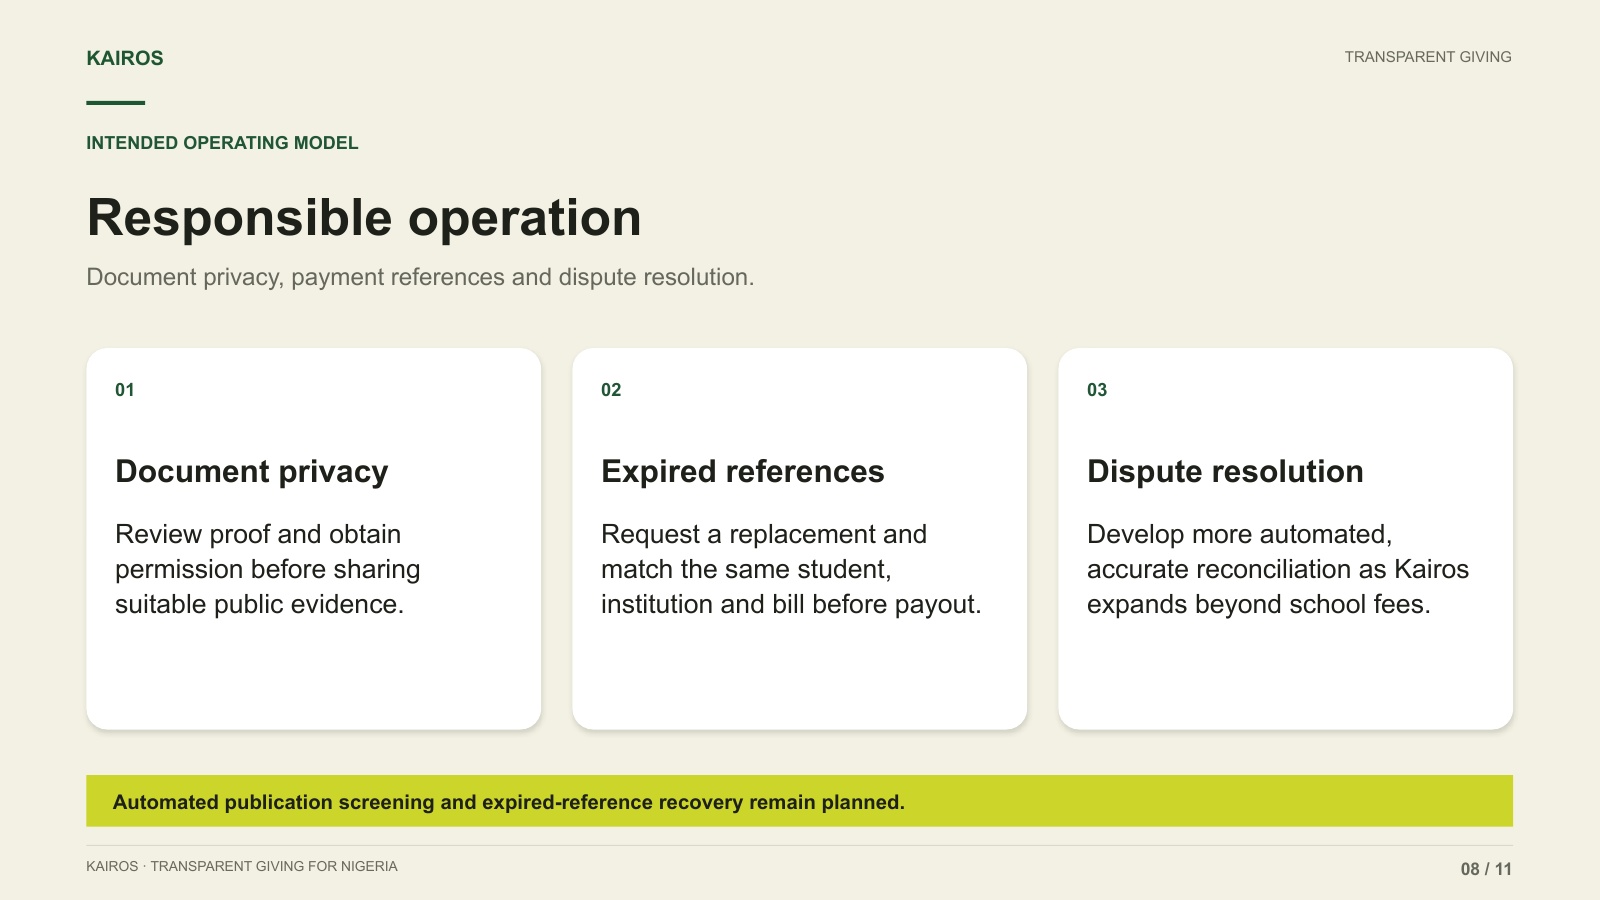 KAIROS
TRANSPARENT GIVING
INTENDED OPERATING MODEL
Responsible operation
Document privacy, payment references and dispute resolution.
01
Document privacy
Review proof and obtain
permission before sharing
suitable public evidence.
02
Expired references
Request a replacement and
match the same student,
institution and bill before payout.
03
Dispute resolution
Develop more automated,
accurate reconciliation as Kairos
expands beyond school fees.
Automated publication screening and expired-reference recovery remain planned.
KAIROS · TRANSPARENT GIVING FOR NIGERIA
08 / 11